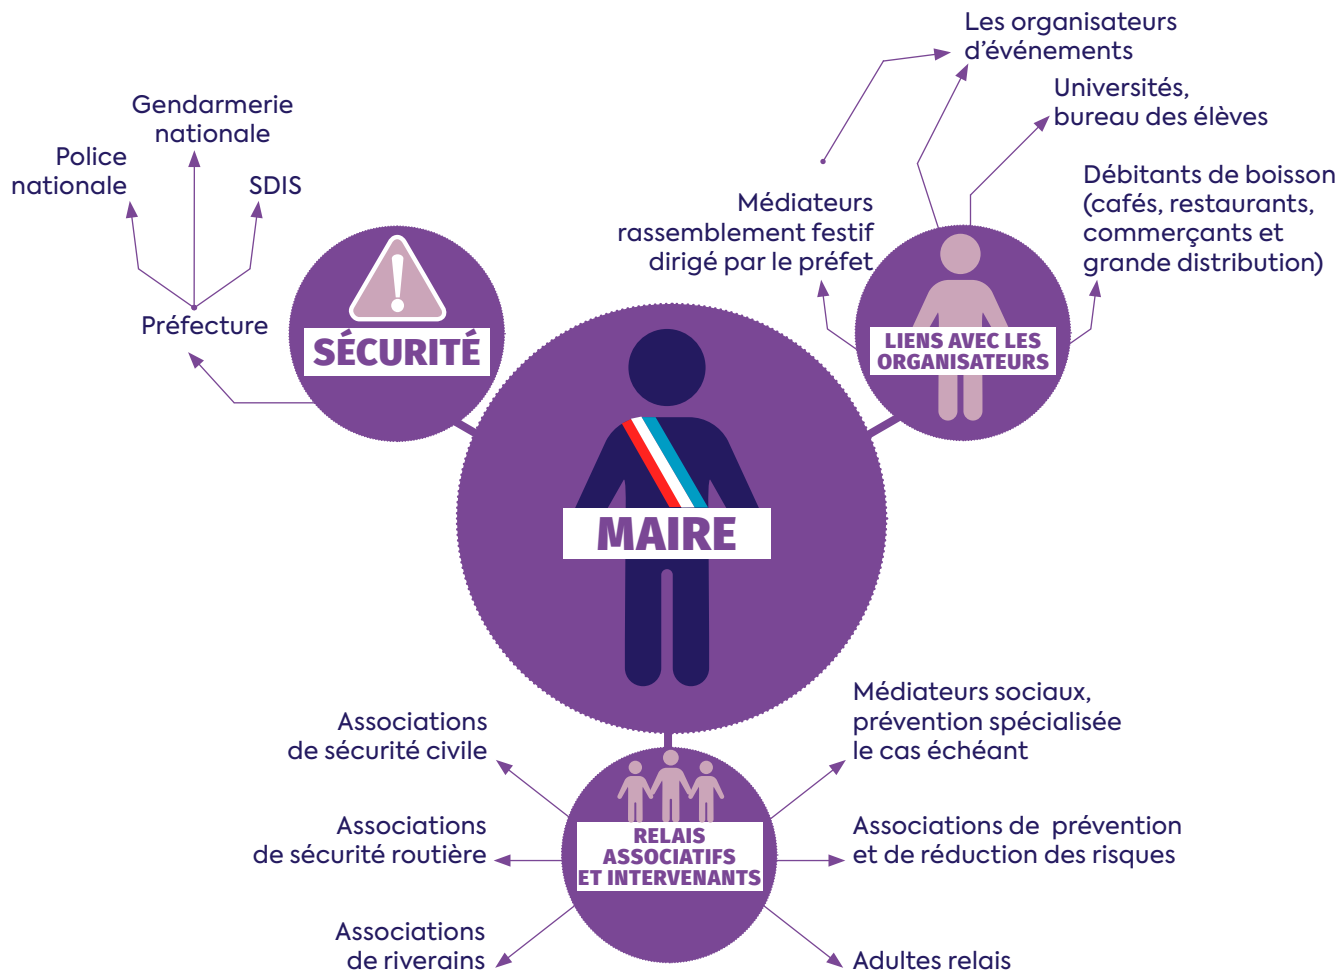 Les organisateurs
d'événements
Universités,
bureau des élèves
Débitants de boisson
(cafés, restaurants,
commerçants et
grande distribution)
Médiateurs
rassemblement festif
dirigé par le préfet
LIENS AVEC LES
ORGANISATEURS
Gendarmerie
nationale
Police
nationale
SDIS
Préfecture
SÉCURITÉ
MAIRE
Associations
de sécurité civile
Associations
de sécurité routière
Associations
de riverains
RELAIS
ASSOCIATIFS
ET INTERVENANTS
Médiateurs sociaux,
prévention spécialisée
le cas échéant
Associations de prévention
et de réduction des risques
Adultes relais